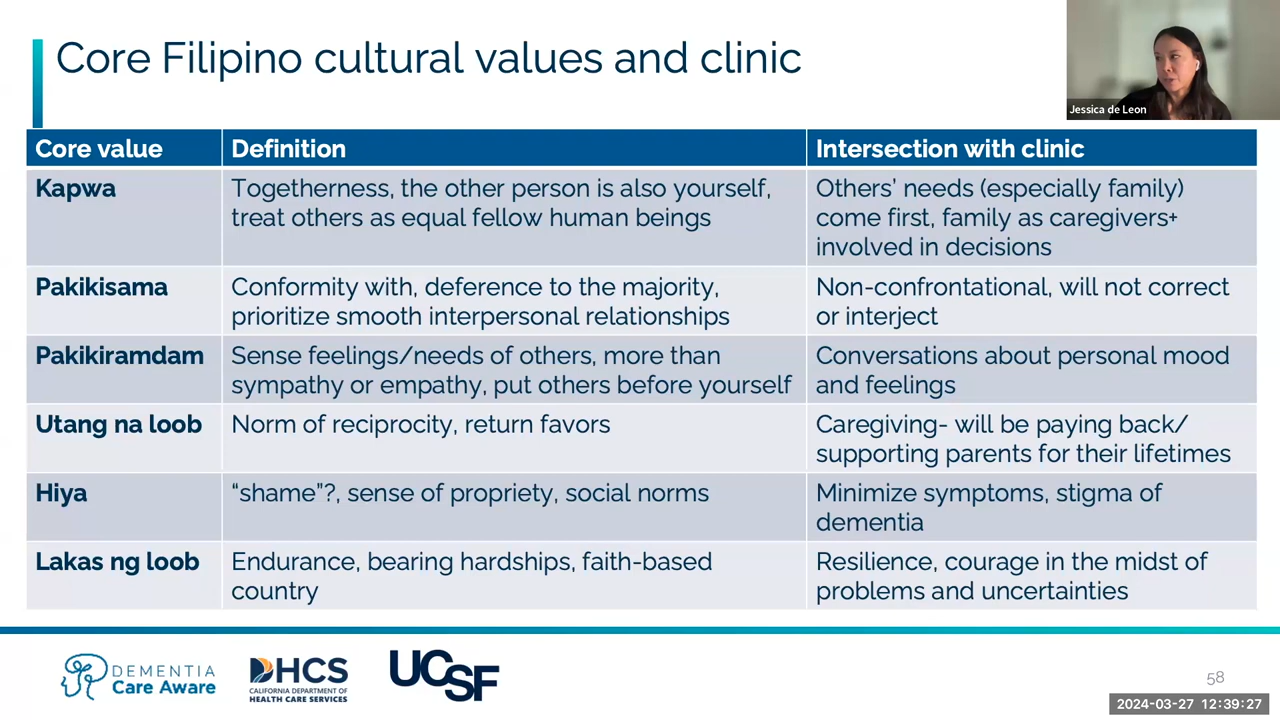 Core Filipino cultural values and clinic
Jessica de Leon
Core value
Definition
Intersection with clinic
Kapwa
Togetherness, the other person is also yourself,
treat others as equal fellow human beings
Others' needs (especially family)
come first, family as caregivers+
involved in decisions
Pakikisama
Conformity with, deference to the majority,
prioritize smooth interpersonal relationships
Non-confrontational, will not correct
or interject
Pakikiramdam
Sense feelings/needs of others, more than
sympathy or empathy, put others before yourself
Conversations about personal mood
and feelings
Utang na loob
Norm of reciprocity, return favors
Caregiving- will be paying back/
supporting parents for their lifetimes
Hiya
“shame”?, sense of propriety, social norms
Minimize symptoms, stigma of
dementia
Lakas ng loob
Endurance, bearing hardships, faith-based
country
Resilience, courage in the midst of
problems and uncertainties
DEMENTIA
Care Aware
DHCS
CALIFORNIA DEPARTMENT OF
HEALTH CARE SERVICES
UCSF
58
2024-03-27 12:39:27